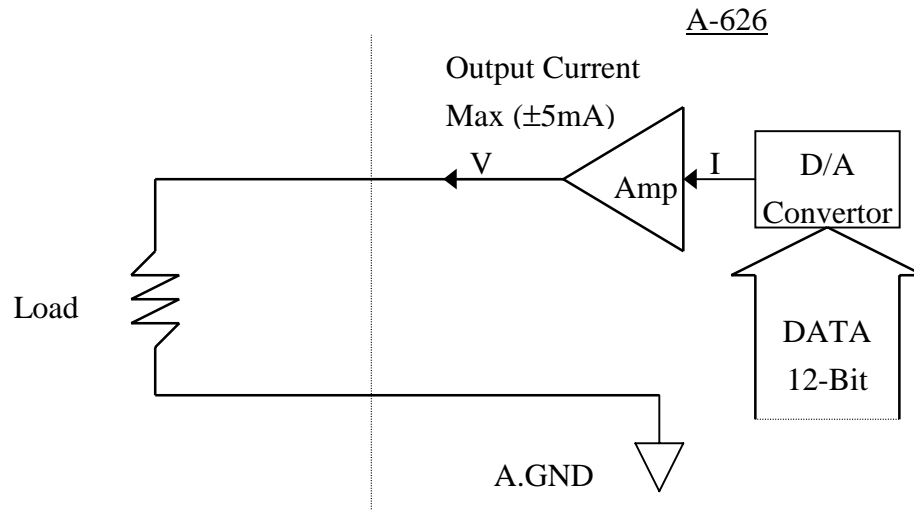 A-626
Output Current
Max (±5mA)
V
Amp
I
D/A
Convertor
Load
DATA
12-Bit
A.GND